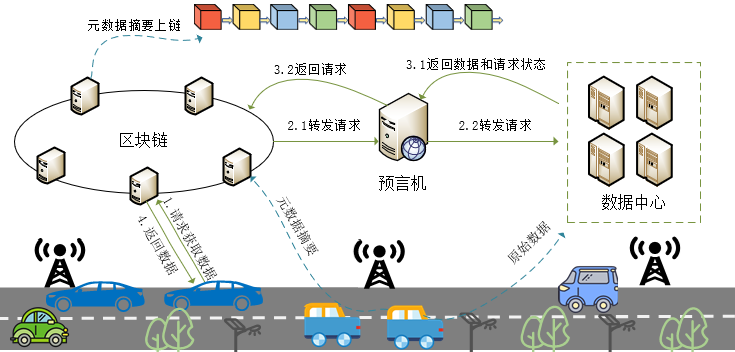 元数据摘要上链
3.2返回请求
3.1返回数据和请求状态
区块链
2.1转发请求
2.2转发请求
预言机
数据中心
1.请求获取数据
4.返回数据
元数据摘要
原始数据